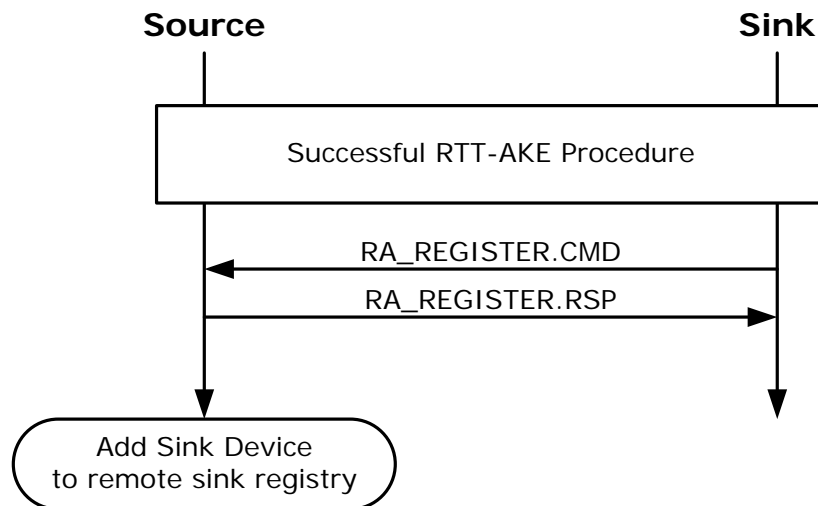 Source
Sink
Successful RTT-AKE Procedure
RA_REGISTER.CMD
RA_REGISTER.RSP
Add Sink Device
to remote sink registry